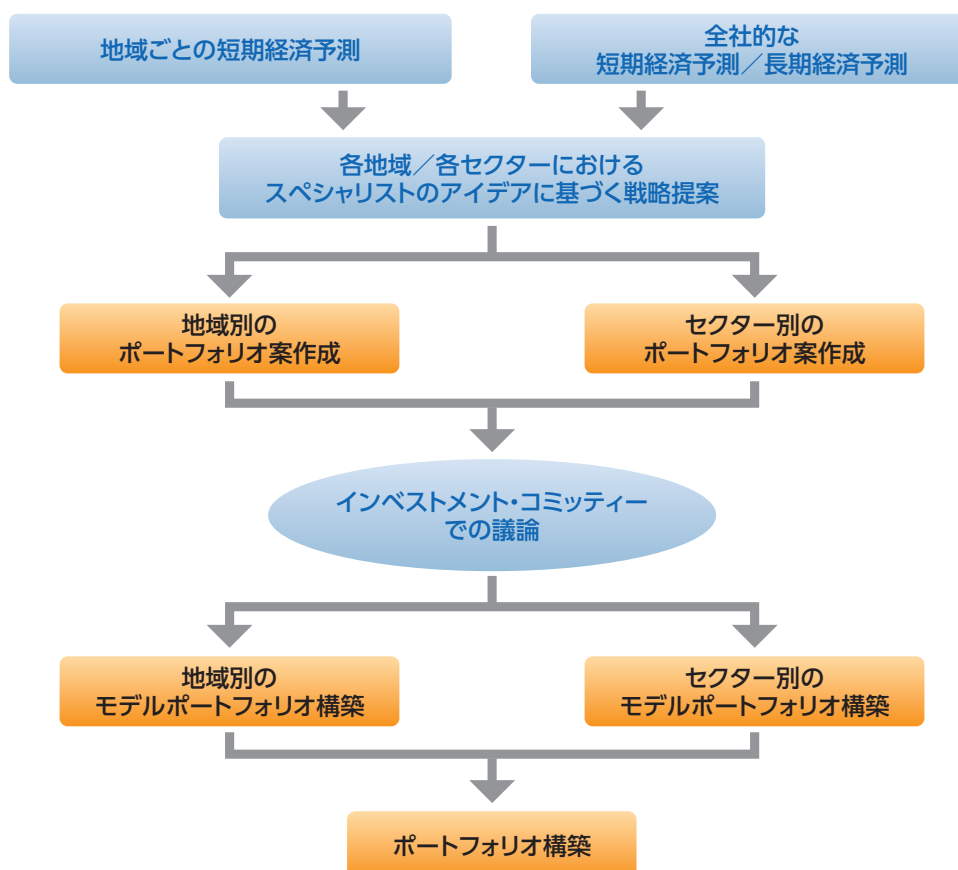 地域ごとの短期経済予測
全社的な
短期経済予測／長期経済予測
各地域／各セクターにおける
スペシャリストのアイデアに基づく戦略提案
地域別の
ポートフォリオ案作成
セクター別の
ポートフォリオ案作成
インベストメント・コミッティー
での議論
地域別の
モデルポートフォリオ構築
セクター別の
モデルポートフォリオ構築
ポートフォリオ構築